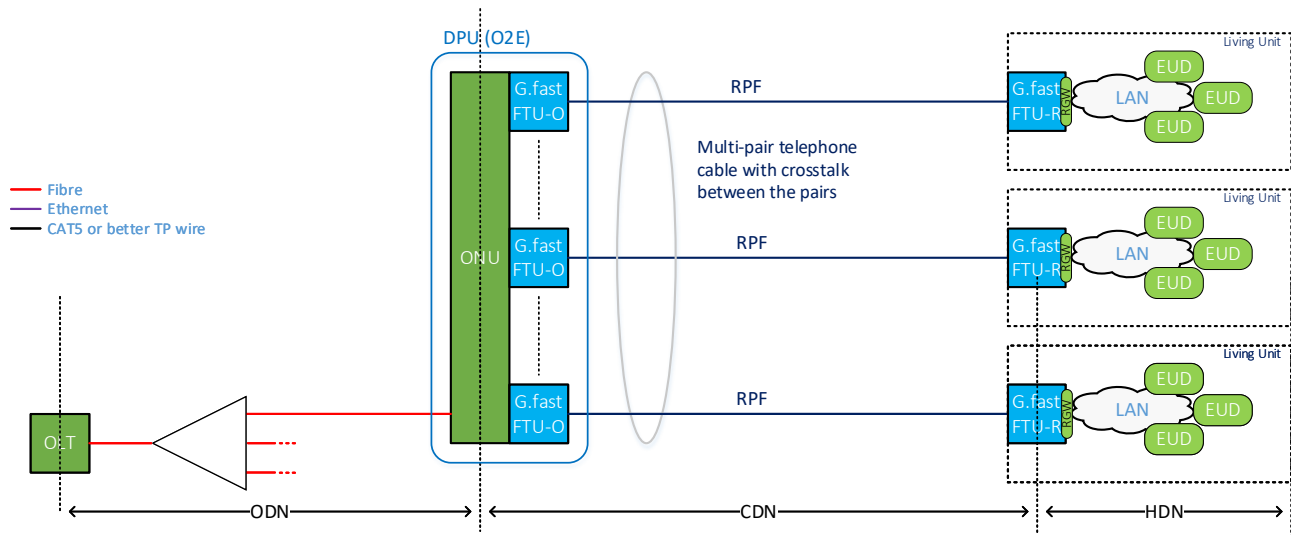 DPU (O2E)
G.fast
FTU-O
RPF
G.fast
FTU-R
RGW
LAN
EUD
EUD
EUD
Living Unit
Multi-pair telephone
cable with crosstalk
between the pairs
Fibre
Ethernet
CAT5 or better TP wire
ONU
G.fast
FTU-O
RPF
G.fast
FTU-R
RGW
LAN
EUD
EUD
EUD
Living Unit
OLT
G.fast
FTU-O
RPF
G.fast
FTU-R
RGW
LAN
EUD
EUD
EUD
Living Unit
ODN
CDN
HDN